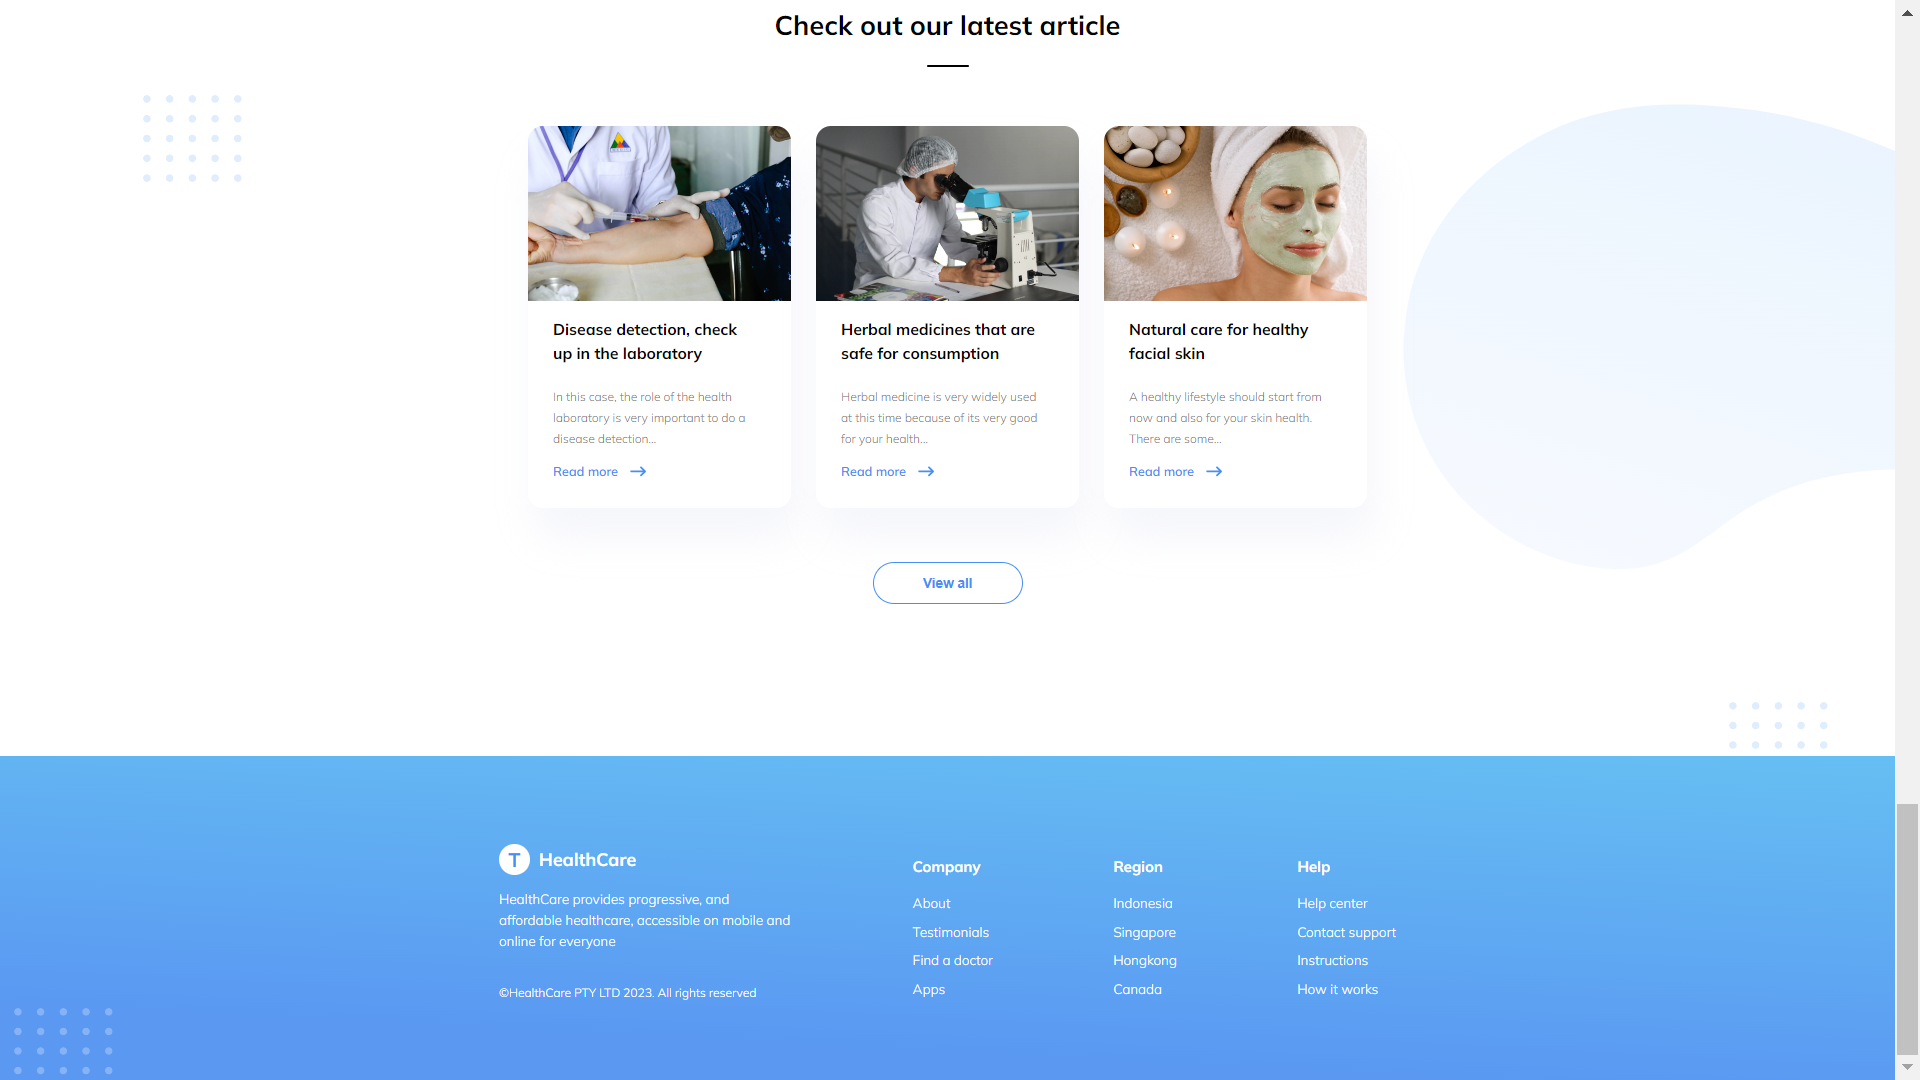 Check out our latest article
Disease detection, check
up in the laboratory
In this case, the role of the health
laboratory is very important to do a
disease detection...
Read more
Herbal medicines that are
safe for consumption
Herbal medicine is very widely used
at this time because of its very good
for your health...
Read more
Natural care for healthy
facial skin
A healthy lifestyle should start from
now and also for your skin health.
There are some...
Read more
View all
T HealthCare
HealthCare provides progressive, and
affordable healthcare, accessible on mobile and
online for everyone
©HealthCare PTY LTD 2023. All rights reserved
Company
About
Testimonials
Find a doctor
Apps
Region
Indonesia
Singapore
Hongkong
Canada
Help
Help center
Contact support
Instructions
How it works